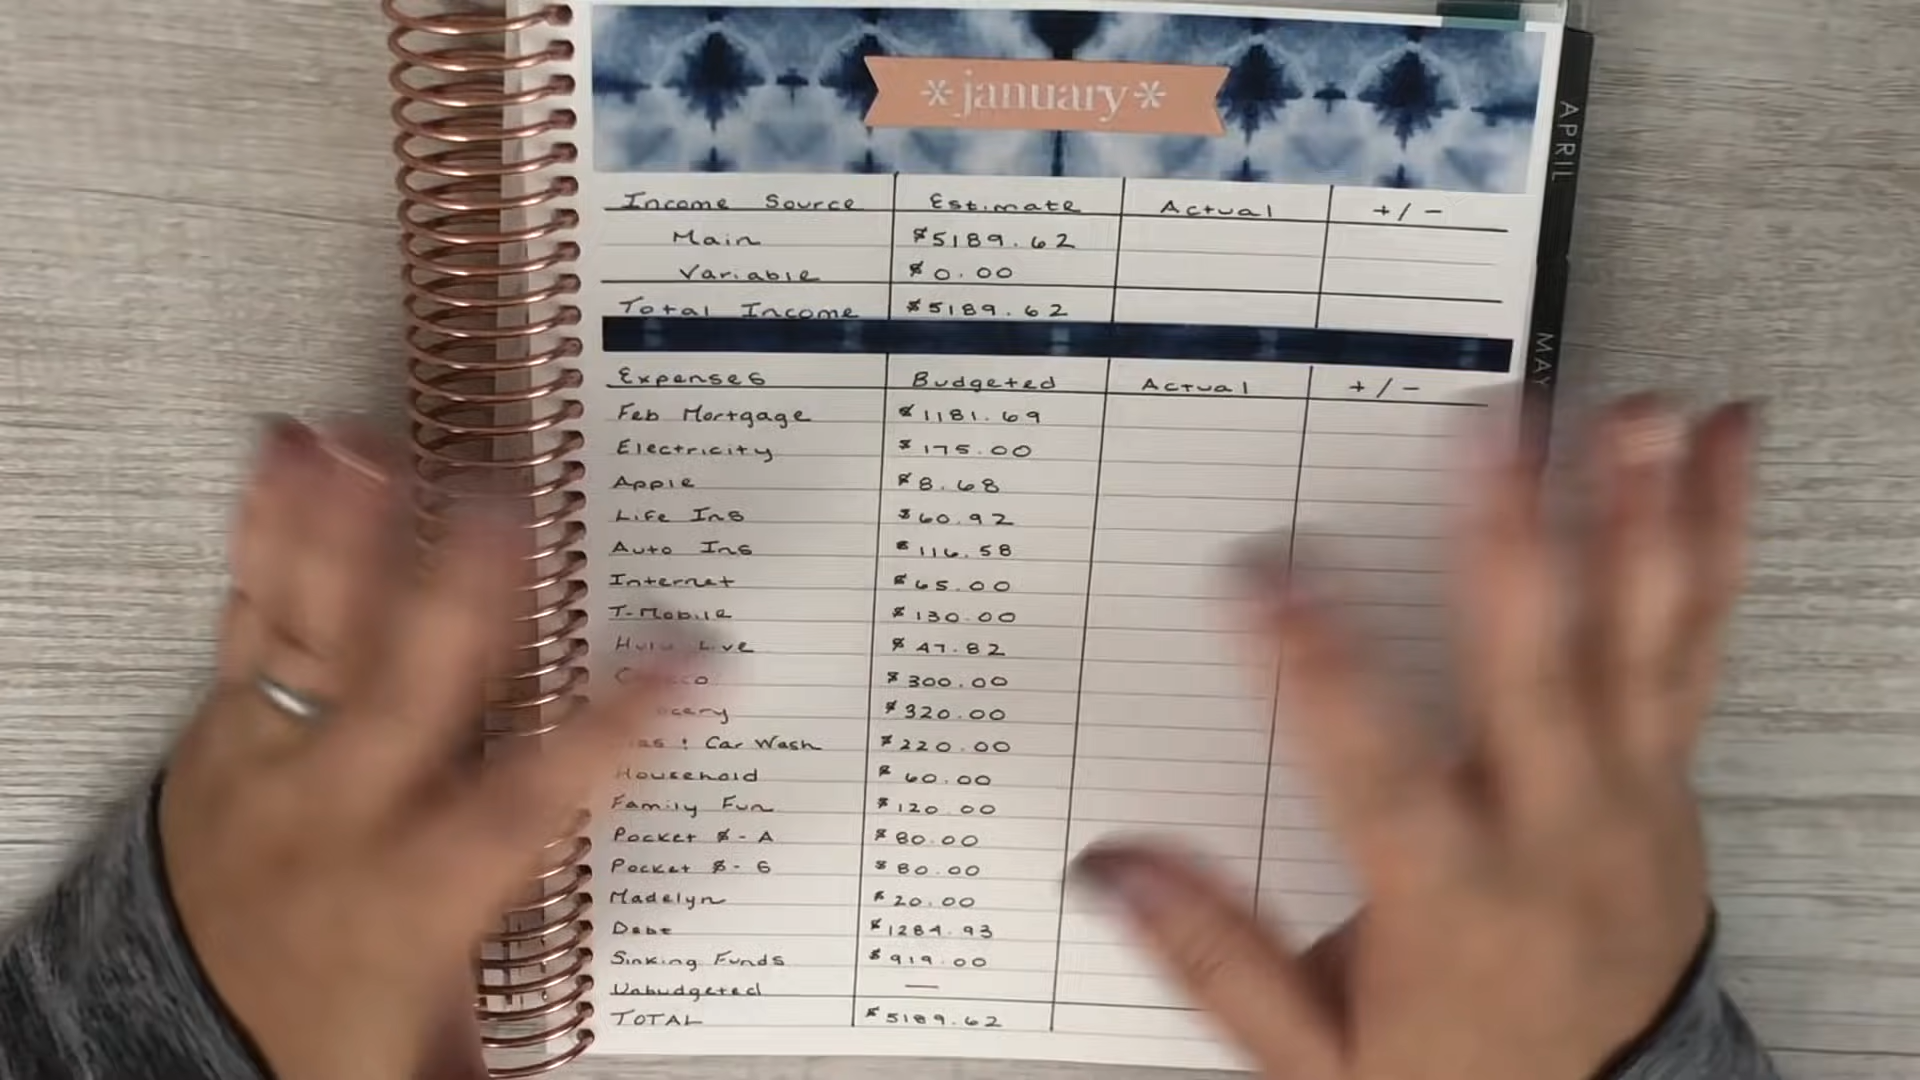 *january*
APRIL
Income Source Estimate Actual +/-
Main $5189.62
Variable $0.00
Total Income $5189.62
MAY
Expenses Budgeted Actual +/-
Feb Mortgage $1181.69
Electricity $175.00
Apple $8.68
Life Ins $60.92
Auto Ins $116.58
Internet $65.00
T-Mobile $130.00
Hulu Live $47.82
$300.00
$320.00
Car Wash $220.00
Household $60.00
Family Fun $120.00
Pocket $-A $80.00
Pocket $-G $80.00
Madelyn $20.00
Debt $1284.93
Sinking Funds $919.00
Unbudgeted —
TOTAL $5189.62